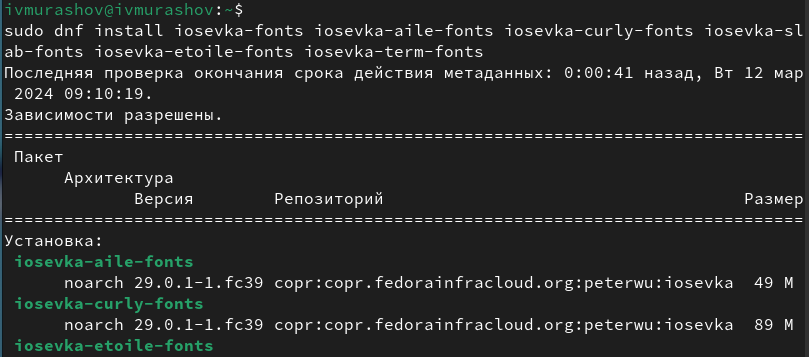 ivmurashov@ivmurashov:~$
sudo dnf install iosevka-fonts iosevka-aile-fonts iosevka-curly-fonts iosevka-sl
ab-fonts iosevka-etoile-fonts iosevka-term-fonts
Последняя проверка окончания срока действия метаданных: 0:00:41 назад, Вт 12 мар
 2024 09:10:19.
Зависимости разрешены.
================================================================================
 Пакет
      Архитектура
             Версия        Репозиторий                                    Размер
================================================================================
Установка:
 iosevka-aile-fonts
      noarch 29.0.1-1.fc39 copr:copr.fedorainfracloud.org:peterwu:iosevka  49 M
 iosevka-curly-fonts
      noarch 29.0.1-1.fc39 copr:copr.fedorainfracloud.org:peterwu:iosevka  89 M
 iosevka-etoile-fonts